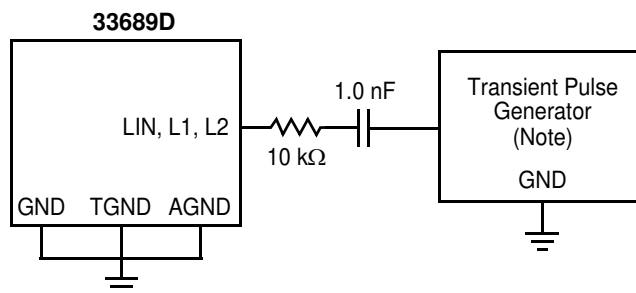 33689D
LIN, L1, L2
10 kΩ
1.0 nF
GND TGND AGND
Transient Pulse
Generator
(Note)
GND